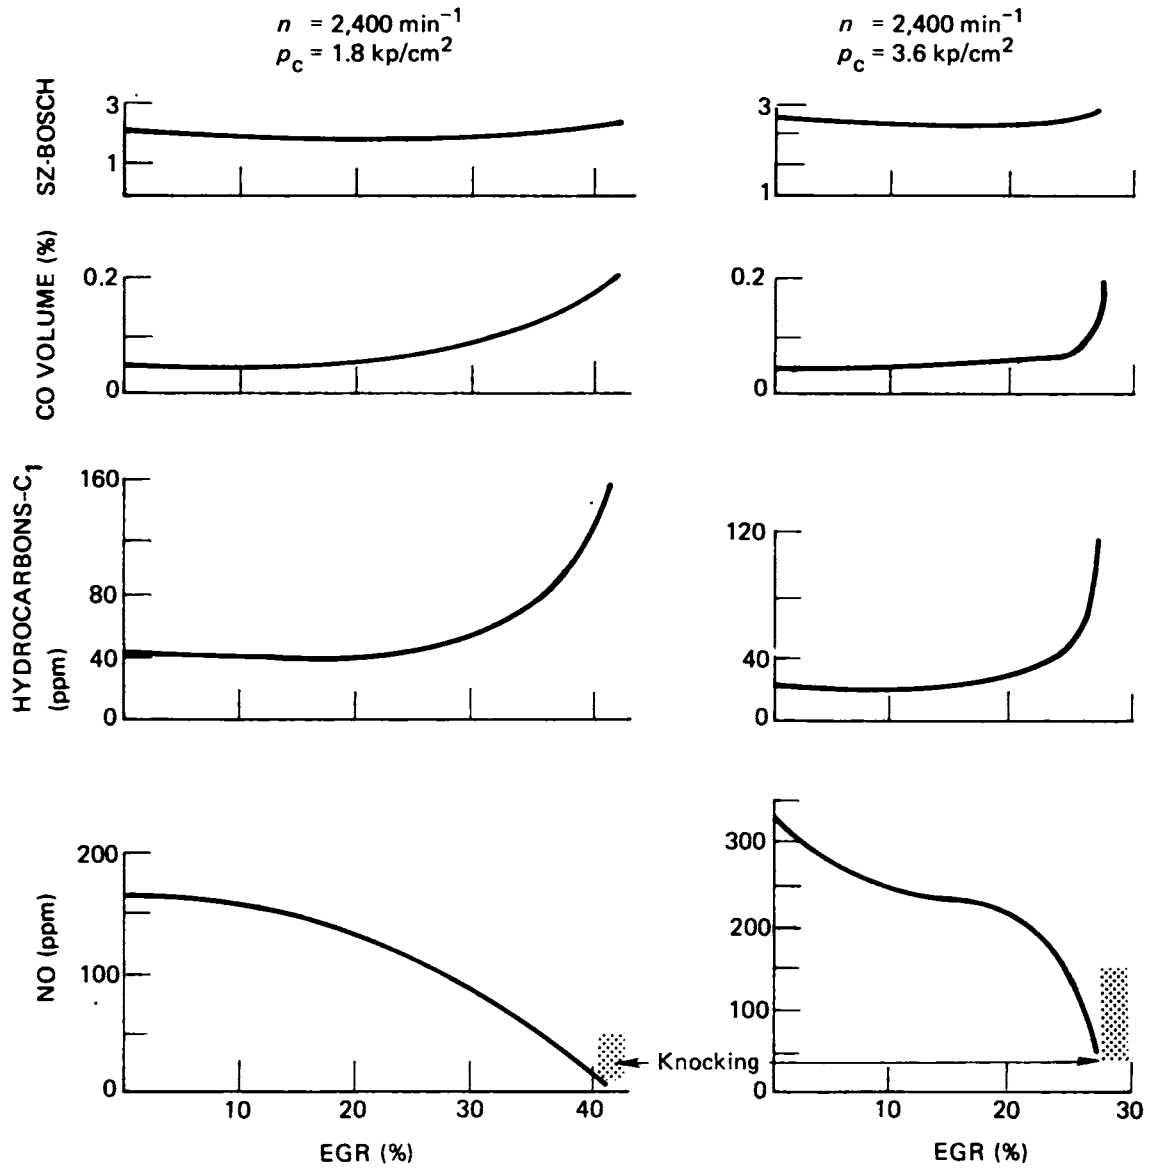 n = 2,400 min⁻¹
p_c = 1.8 kp/cm²
n = 2,400 min⁻¹
p_c = 3.6 kp/cm²
SZ-BOSCH
3
1
3
1
CO VOLUME (%)
0.2
0
0.2
0
HYDROCARBONS-C₁
(ppm)
160
80
40
0
120
40
0
NO (ppm)
200
100
0
300
200
100
0
Knocking
10 20 30 40
10 20 30
EGR (%)
EGR (%)